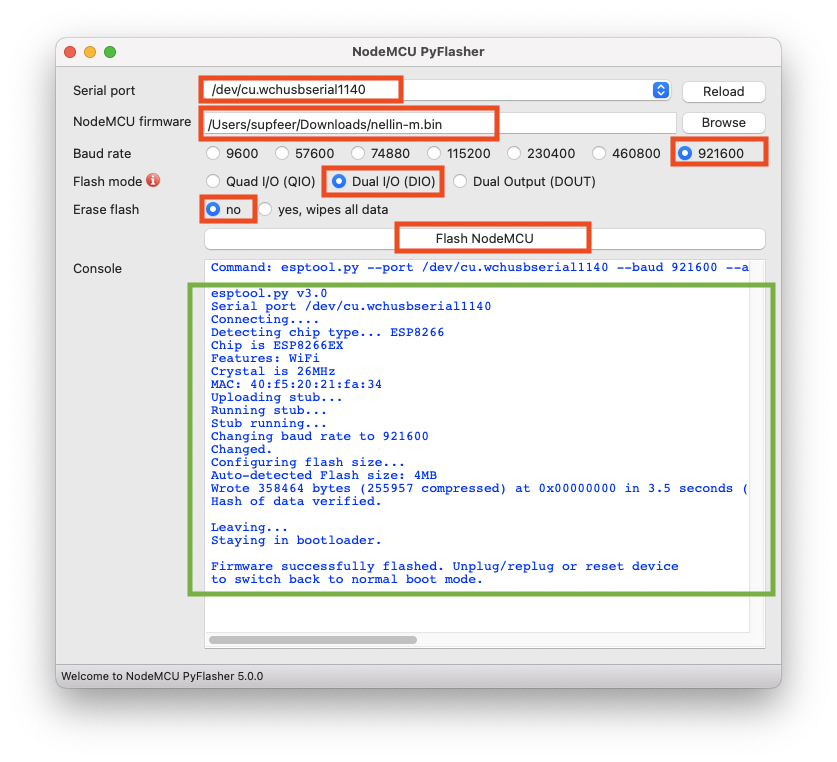 NodeMCU PyFlasher
Serial port /dev/cu.wchusbserial1140 Reload
NodeMCU firmware /Users/supfeer/Downloads/nellin-m.bin Browse
Baud rate 9600 57600 74880 115200 230400 460800 921600
Flash mode Quad I/O (QIO) Dual I/O (DIO) Dual Output (DOUT)
Erase flash no yes, wipes all data
Flash NodeMCU
Console
Command: esptool.py --port /dev/cu.wchusbserial1140 --baud 921600 --a
esptool.py v3.0
Serial port /dev/cu.wchusbserial1140
Connecting....
Detecting chip type... ESP8266
Chip is ESP8266EX
Features: WiFi
Crystal is 26MHz
MAC: 40:f5:20:21:fa:34
Uploading stub...
Running stub...
Stub running...
Changing baud rate to 921600
Changed.
Configuring flash size...
Auto-detected Flash size: 4MB
Wrote 358464 bytes (255957 compressed) at 0x00000000 in 3.5 seconds (
Hash of data verified.
Leaving...
Staying in bootloader.
Firmware successfully flashed. Unplug/replug or reset device
to switch back to normal boot mode.
Welcome to NodeMCU PyFlasher 5.0.0